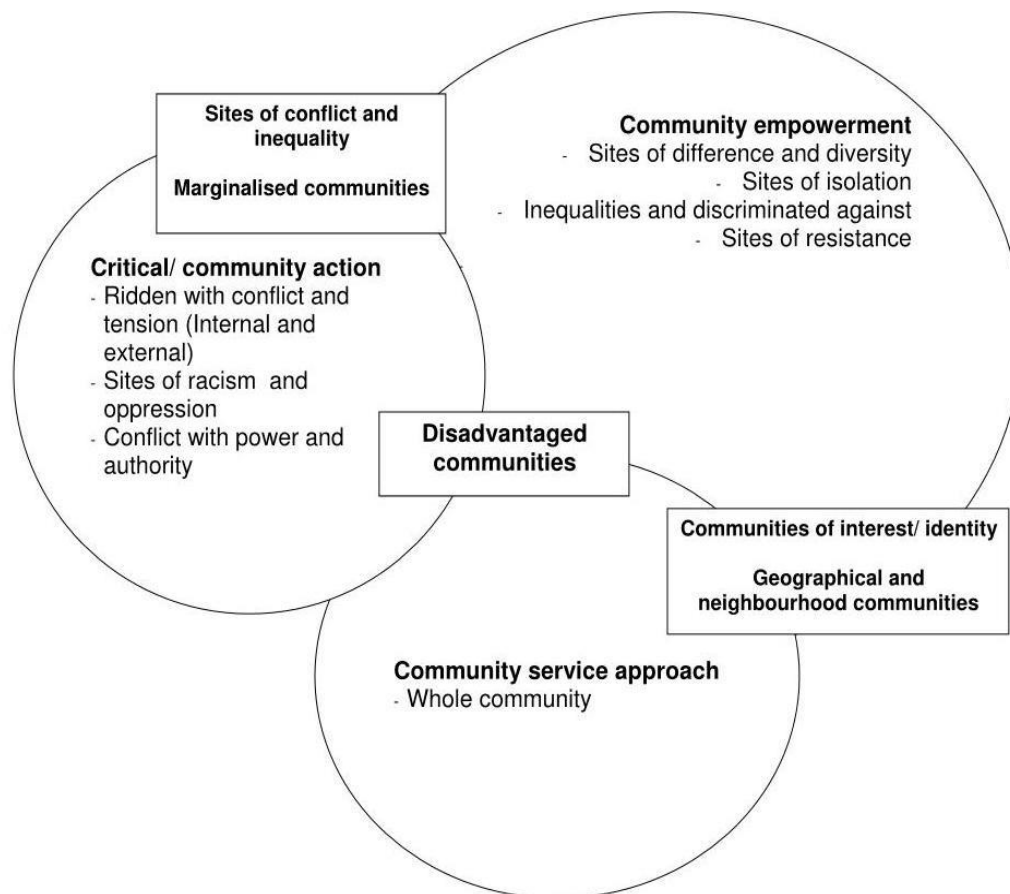 Sites of conflict and
inequality
Marginalised communities
Community empowerment
- Sites of difference and diversity
- Sites of isolation
- Inequalities and discriminated against
- Sites of resistance
Critical/ community action
- Ridden with conflict and
tension (Internal and
external)
- Sites of racism and
oppression
- Conflict with power and
authority
-
Disadvantaged
communities
Communities of interest/ identity
Geographical and
neighbourhood communities
Community service approach
- Whole community